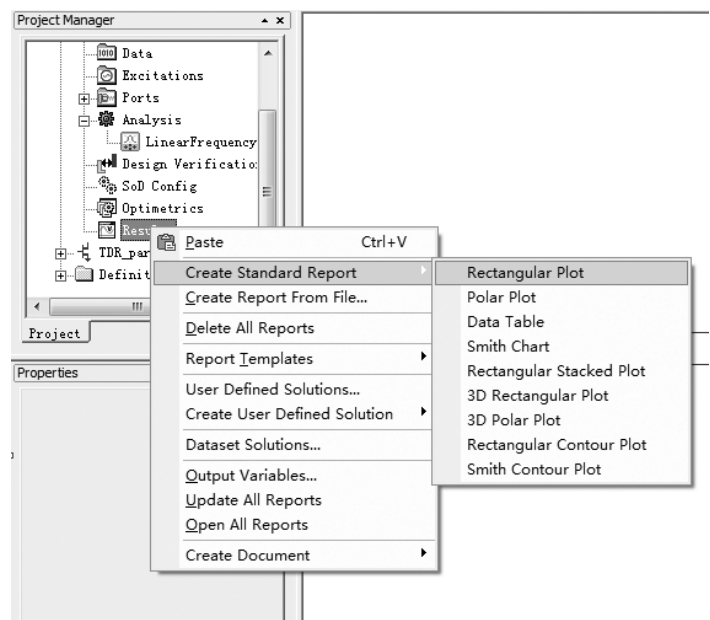 Project Manager
Data
Excitations
Ports
Analysis
LinearFrequency
Design Verificatio
SoD Config
Optimetrics
TDR_par
Definit
Project
Properties
Paste Ctrl+V
Create Standard Report
Create Report From File...
Delete All Reports
Report Templates
User Defined Solutions...
Create User Defined Solution
Dataset Solutions...
Output Variables...
Update All Reports
Open All Reports
Create Document
Rectangular Plot
Polar Plot
Data Table
Smith Chart
Rectangular Stacked Plot
3D Rectangular Plot
3D Polar Plot
Rectangular Contour Plot
Smith Contour Plot